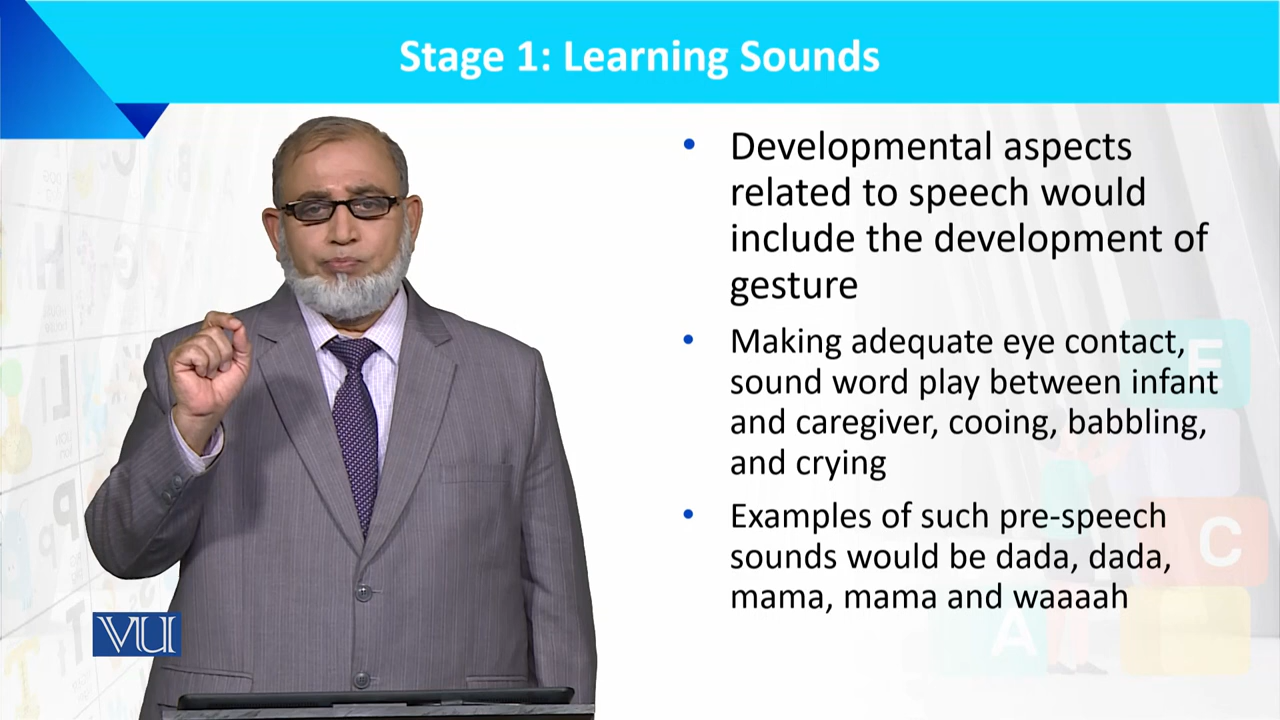 Stage 1: Learning Sounds
• Developmental aspects
related to speech would
include the development of
gesture
• Making adequate eye contact,
sound word play between infant
and caregiver, cooing, babbling,
and crying
• Examples of such pre-speech
sounds would be dada, dada,
mama, mama and waaaah
VU
E
C
A